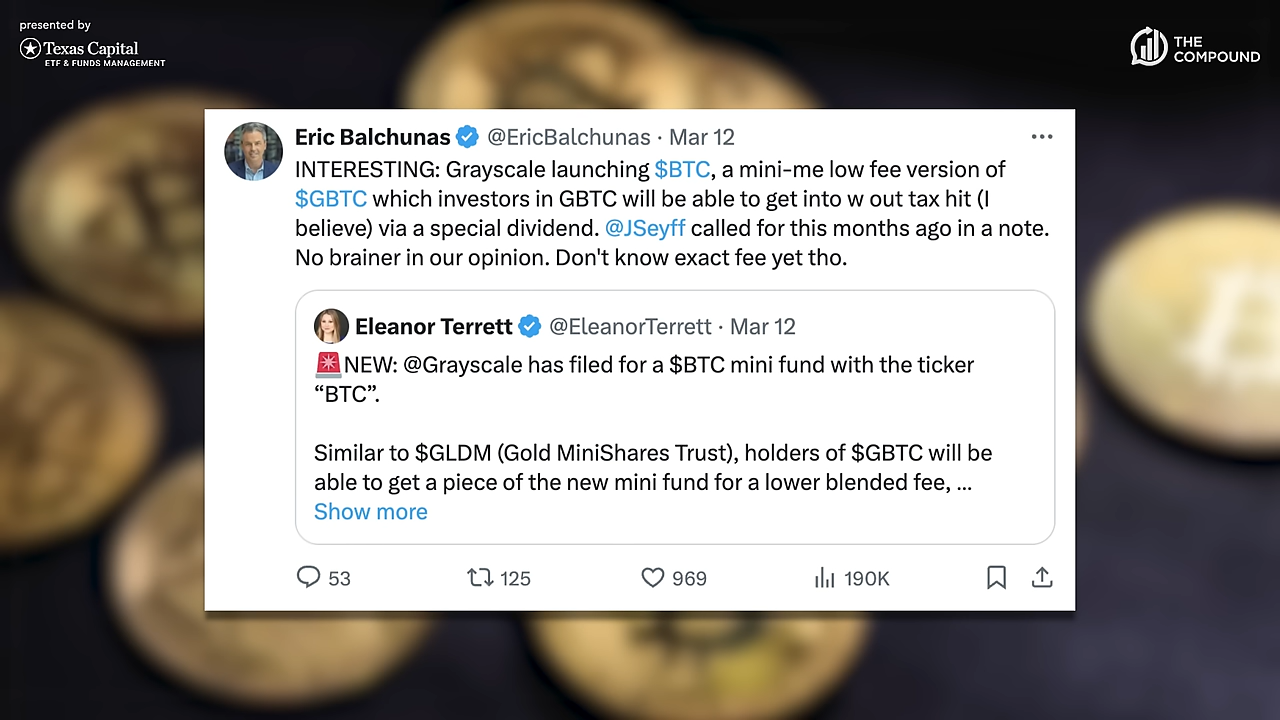 presented by
Texas Capital
ETF & FUNDS MANAGEMENT
THE
COMPOUND
Eric Balchunas @EricBalchunas · Mar 12
INTERESTING: Grayscale launching $BTC, a mini-me low fee version of
$GBTC which investors in GBTC will be able to get into w out tax hit (I
believe) via a special dividend. @JSeyff called for this months ago in a note.
No brainer in our opinion. Don't know exact fee yet tho.
Eleanor Terrett @EleanorTerrett · Mar 12
🚨NEW: @Grayscale has filed for a $BTC mini fund with the ticker
“BTC”.
Similar to $GLDM (Gold MiniShares Trust), holders of $GBTC will be
able to get a piece of the new mini fund for a lower blended fee, ...
Show more
53 125 969 190K